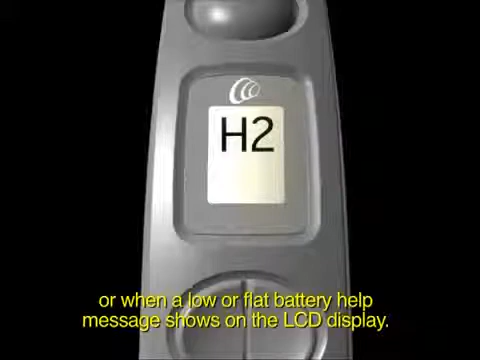 H2
or when a low or flat battery help
message shows on the LCD display.